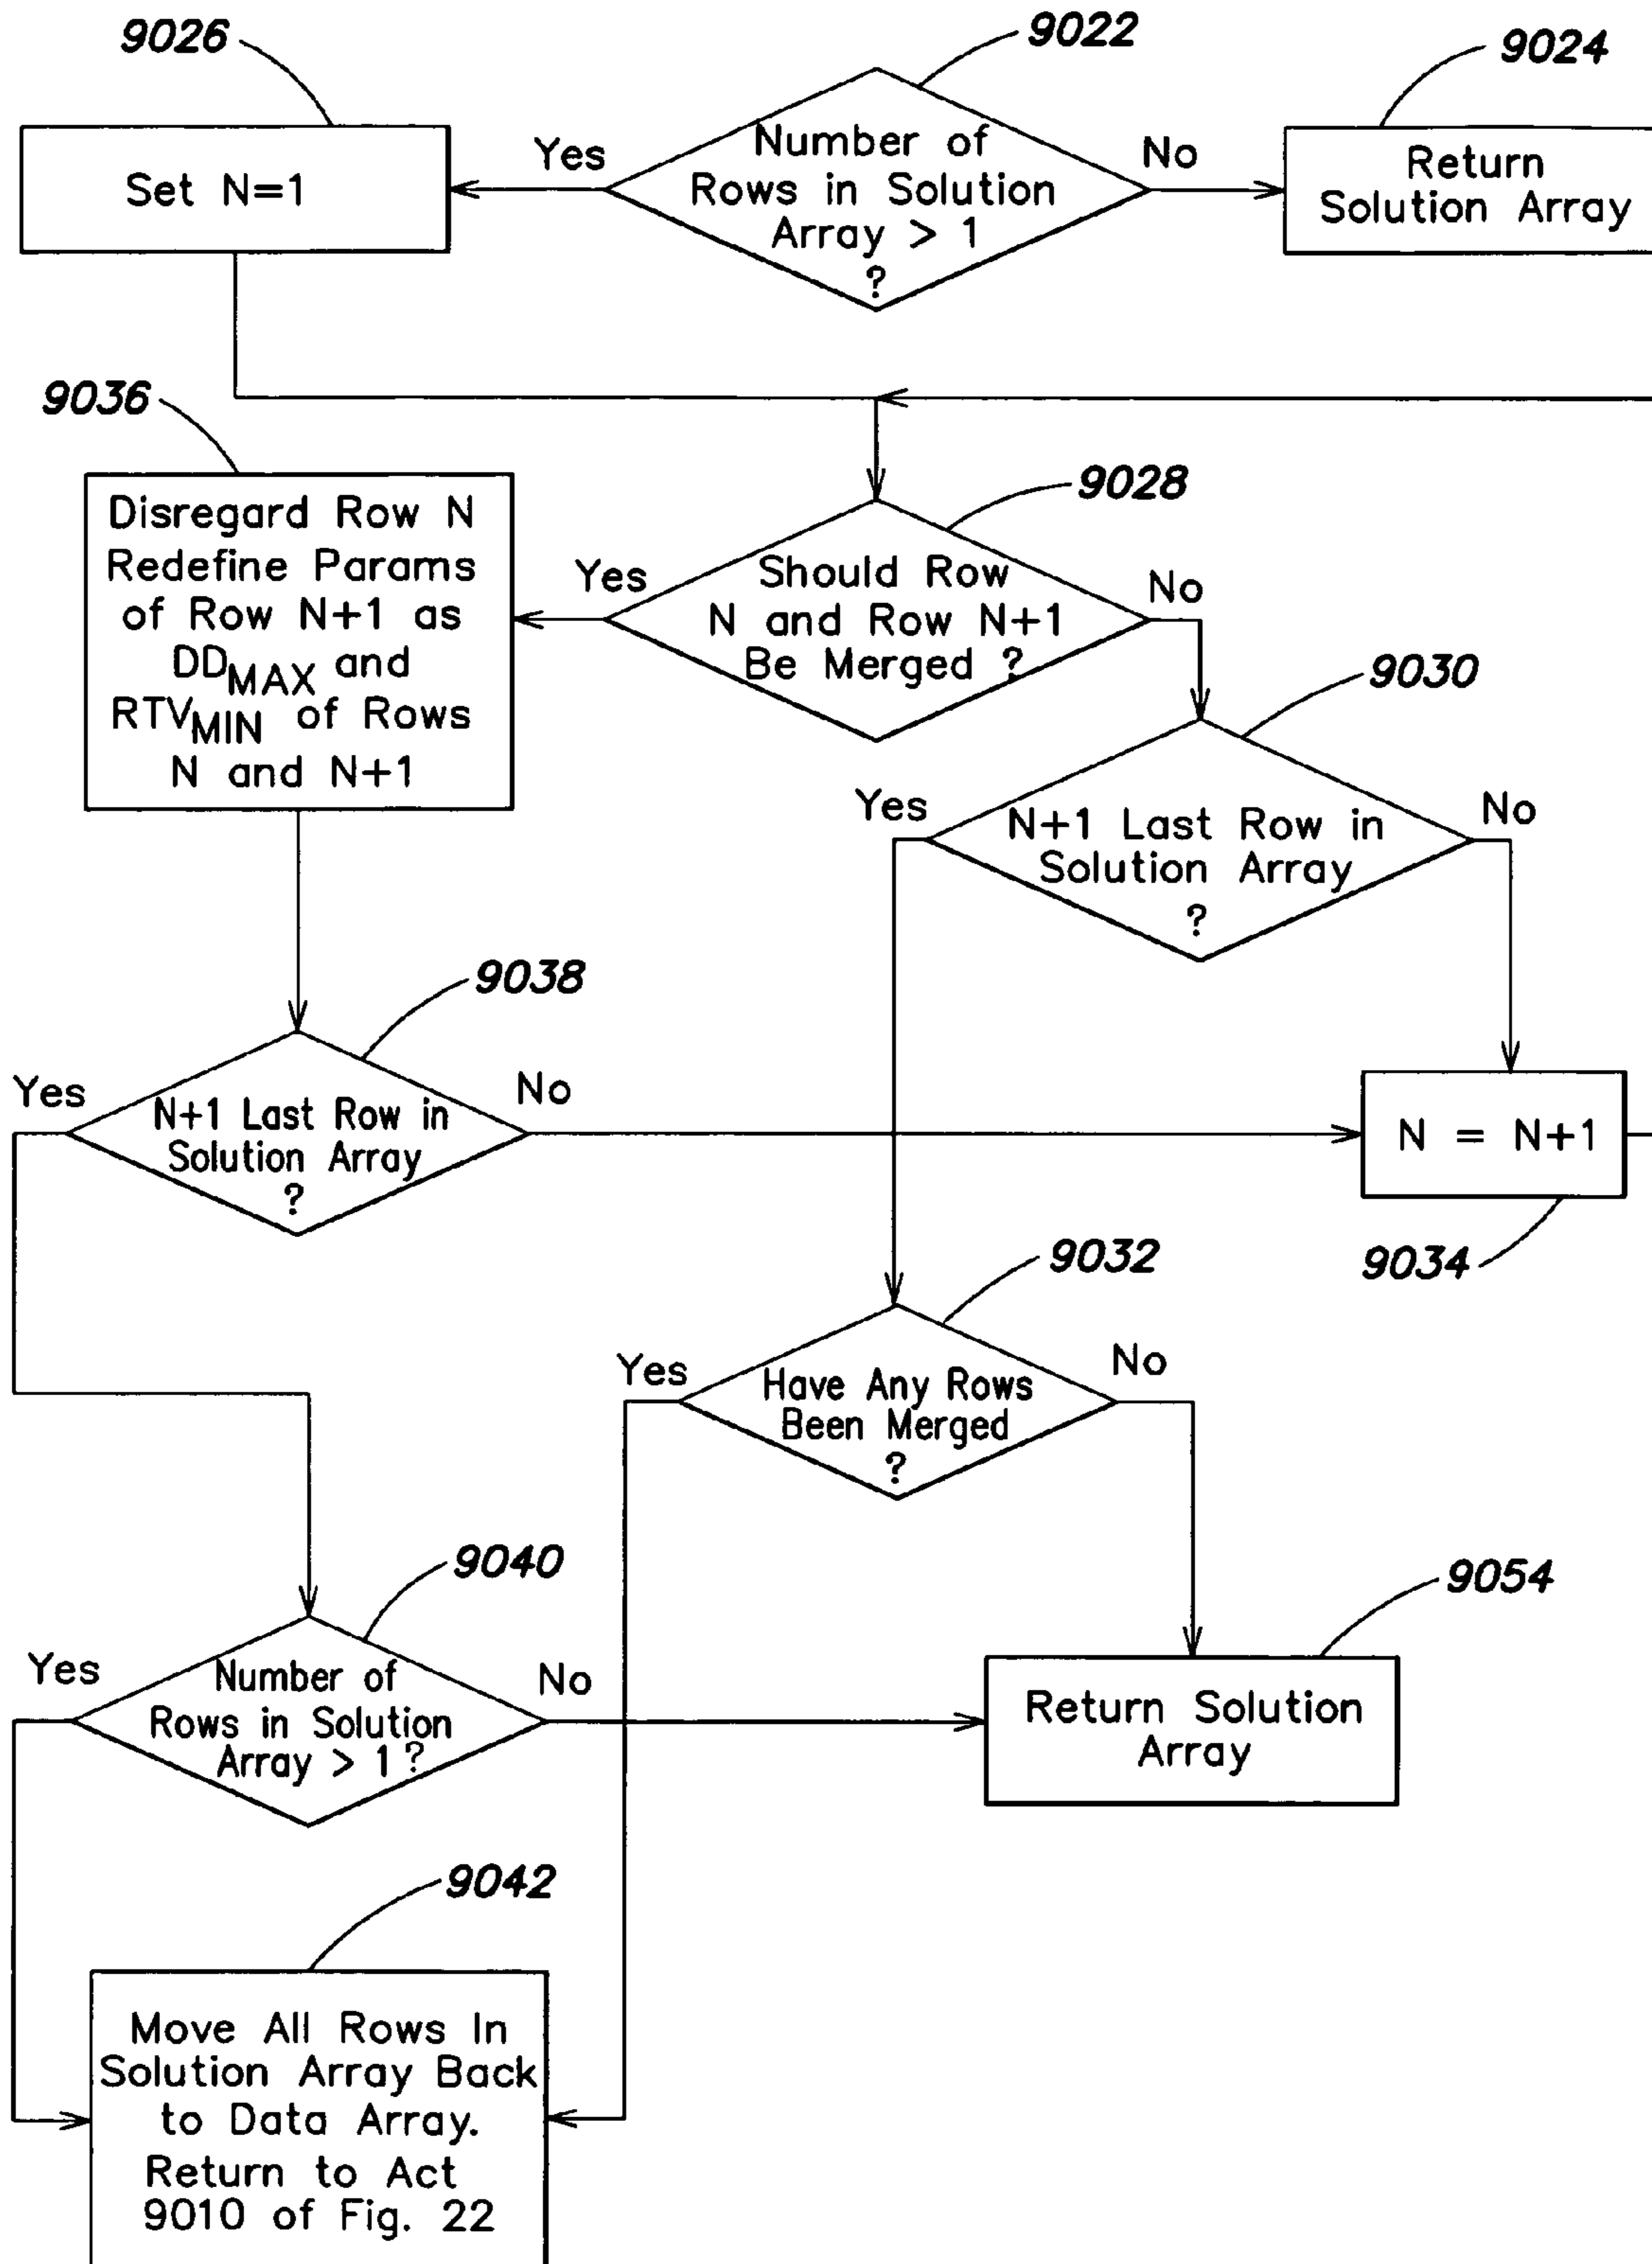 9026
9022
9024
Yes
Number of
Rows in Solution
Array > 1
?
No
Set N=1
Return
Solution Array
9036
9028
Disregard Row N
Redefine Params
of Row N+1 as
DDMAX and
RTVMIN of Rows
N and N+1
Yes
Should Row
N and Row N+1
Be Merged ?
No
9030
Yes
N+1 Last Row in
Solution Array
?
No
9038
Yes
N+1 Last Row in
Solution Array
?
No
N = N+1
9034
9032
Yes
Have Any Rows
Been Merged
?
No
9040
9054
Yes
Number of
Rows in Solution
Array > 1 ?
No
Return Solution
Array
9042
Move All Rows In
Solution Array Back
to Data Array.
Return to Act
9010 of Fig. 22